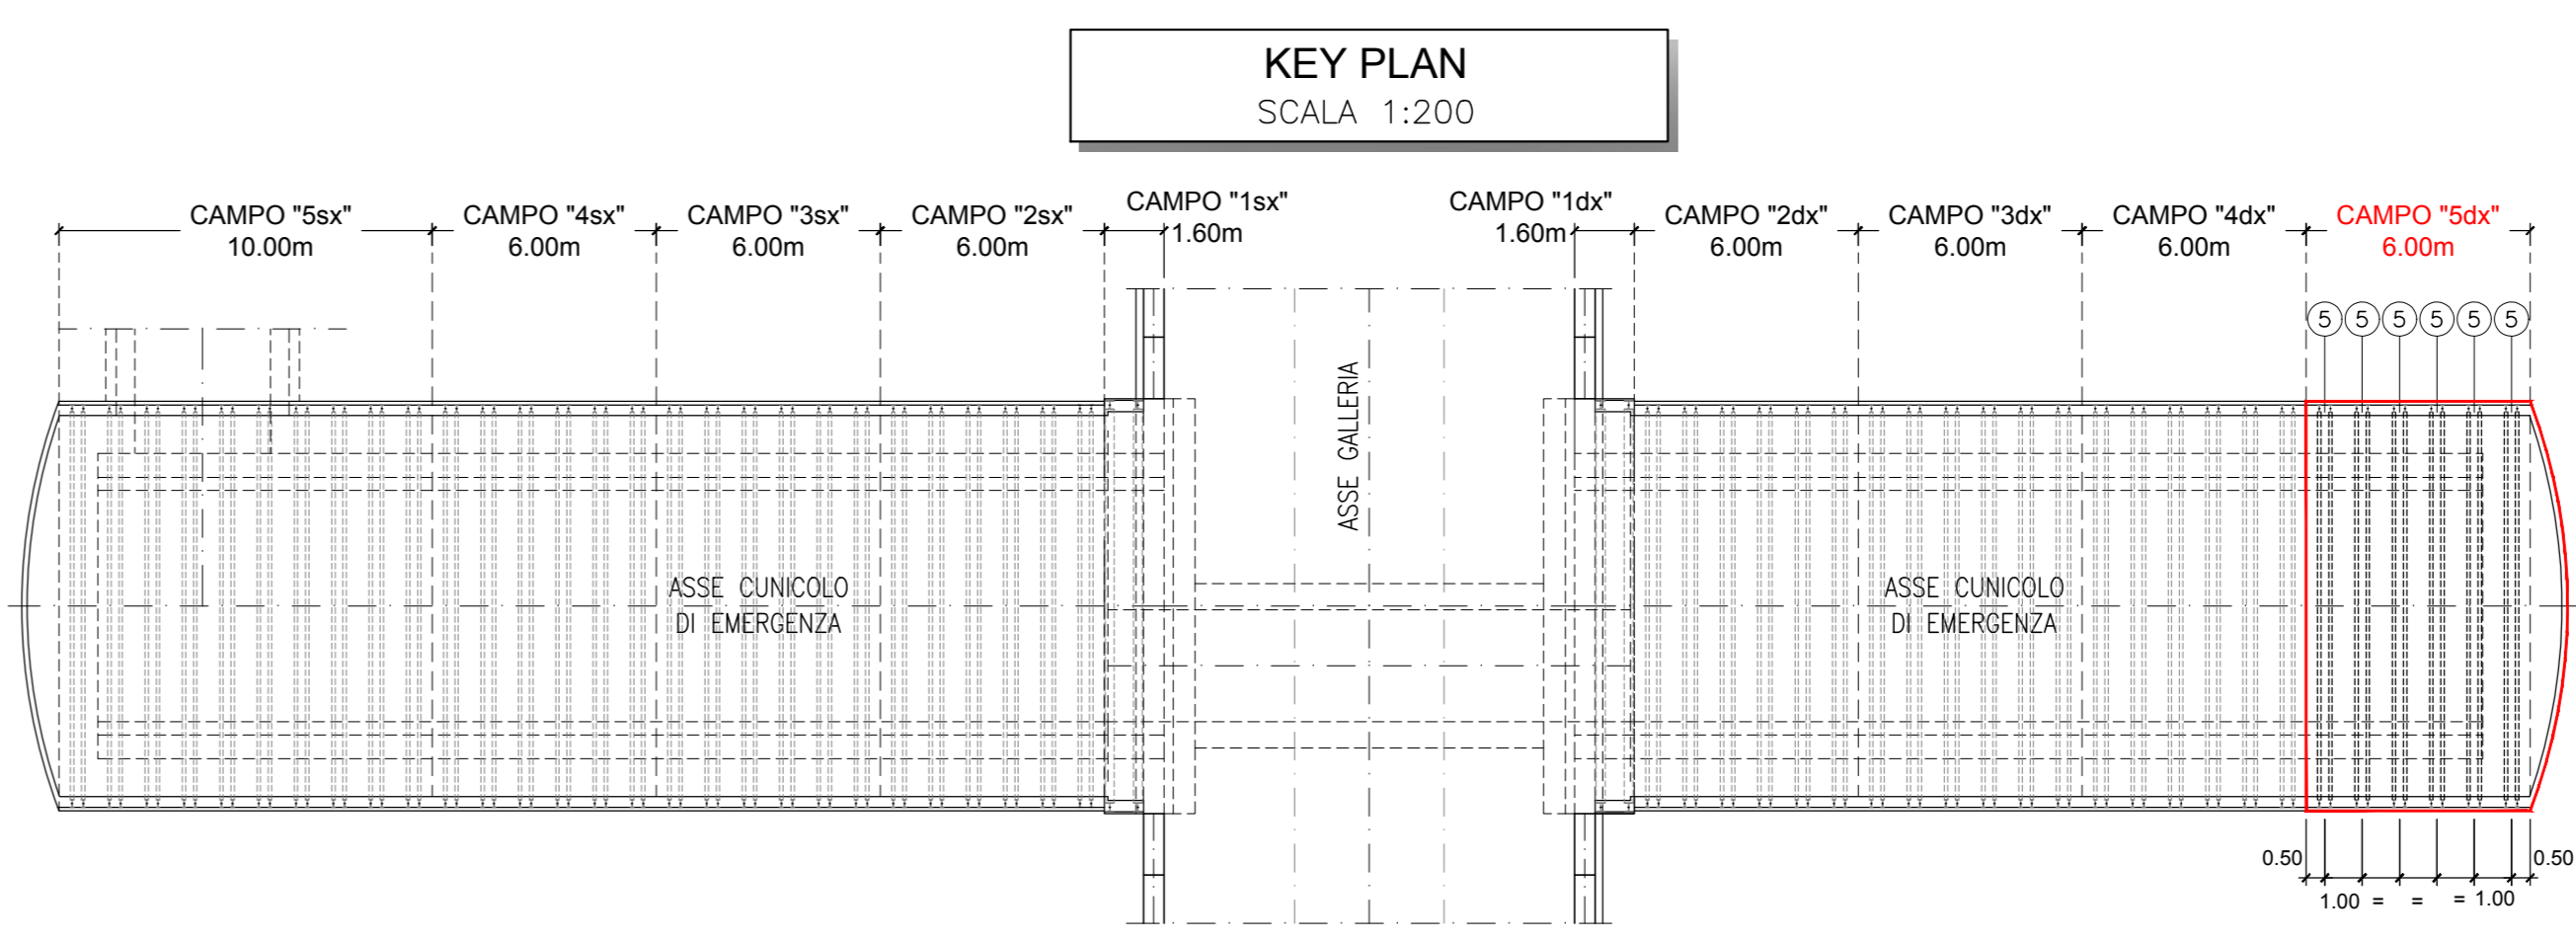 KEY PLAN
SCALA 1:200
CAMPO "5sx"
10.00m
CAMPO "4sx"
6.00m
CAMPO "3sx"
6.00m
CAMPO "2sx"
6.00m
CAMPO "1sx"
1.60m
CAMPO "1dx"
1.60m
CAMPO "2dx"
6.00m
CAMPO "3dx"
6.00m
CAMPO "4dx"
6.00m
CAMPO "5dx"
6.00m
5 5 5 5 5 5
ASSE GALLERIA
ASSE CUNICOLO
DI EMERGENZA
ASSE CUNICOLO
DI EMERGENZA
0.50 0.50
1.00 = = = 1.00